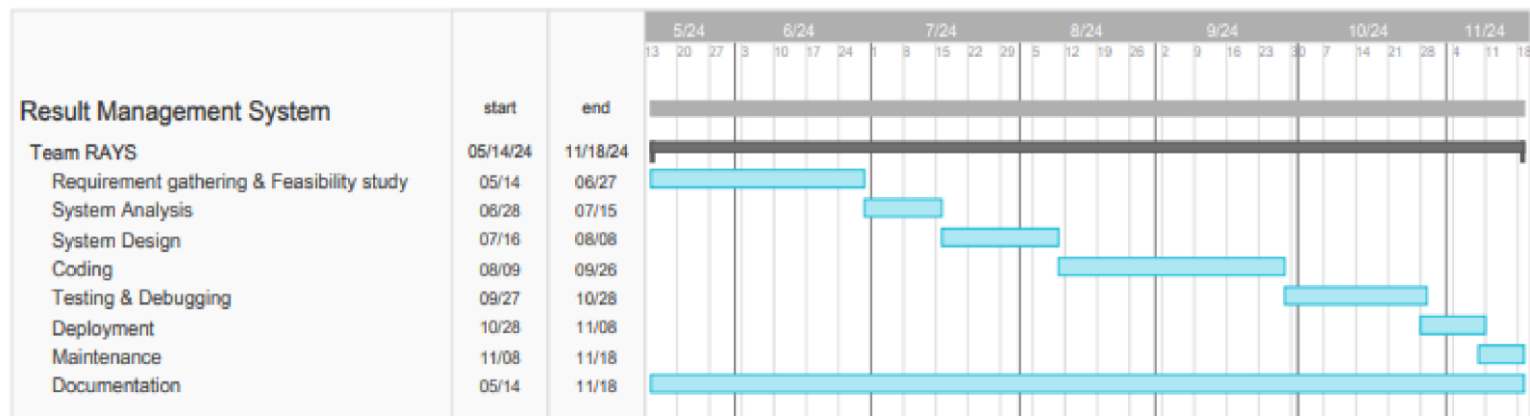 5/24 6/24 7/24 8/24 9/24 10/24 11/24
13 20 27 3 10 17 24 1 8 15 22 29 5 12 19 26 2 9 16 23 30 7 14 21 28 4 11 18
Result Management System start end
Team RAYS 05/14/24 11/18/24
Requirement gathering & Feasibility study 05/14 06/27
System Analysis 06/28 07/15
System Design 07/16 08/08
Coding 08/09 09/26
Testing & Debugging 09/27 10/28
Deployment 10/28 11/08
Maintenance 11/08 11/18
Documentation 05/14 11/18